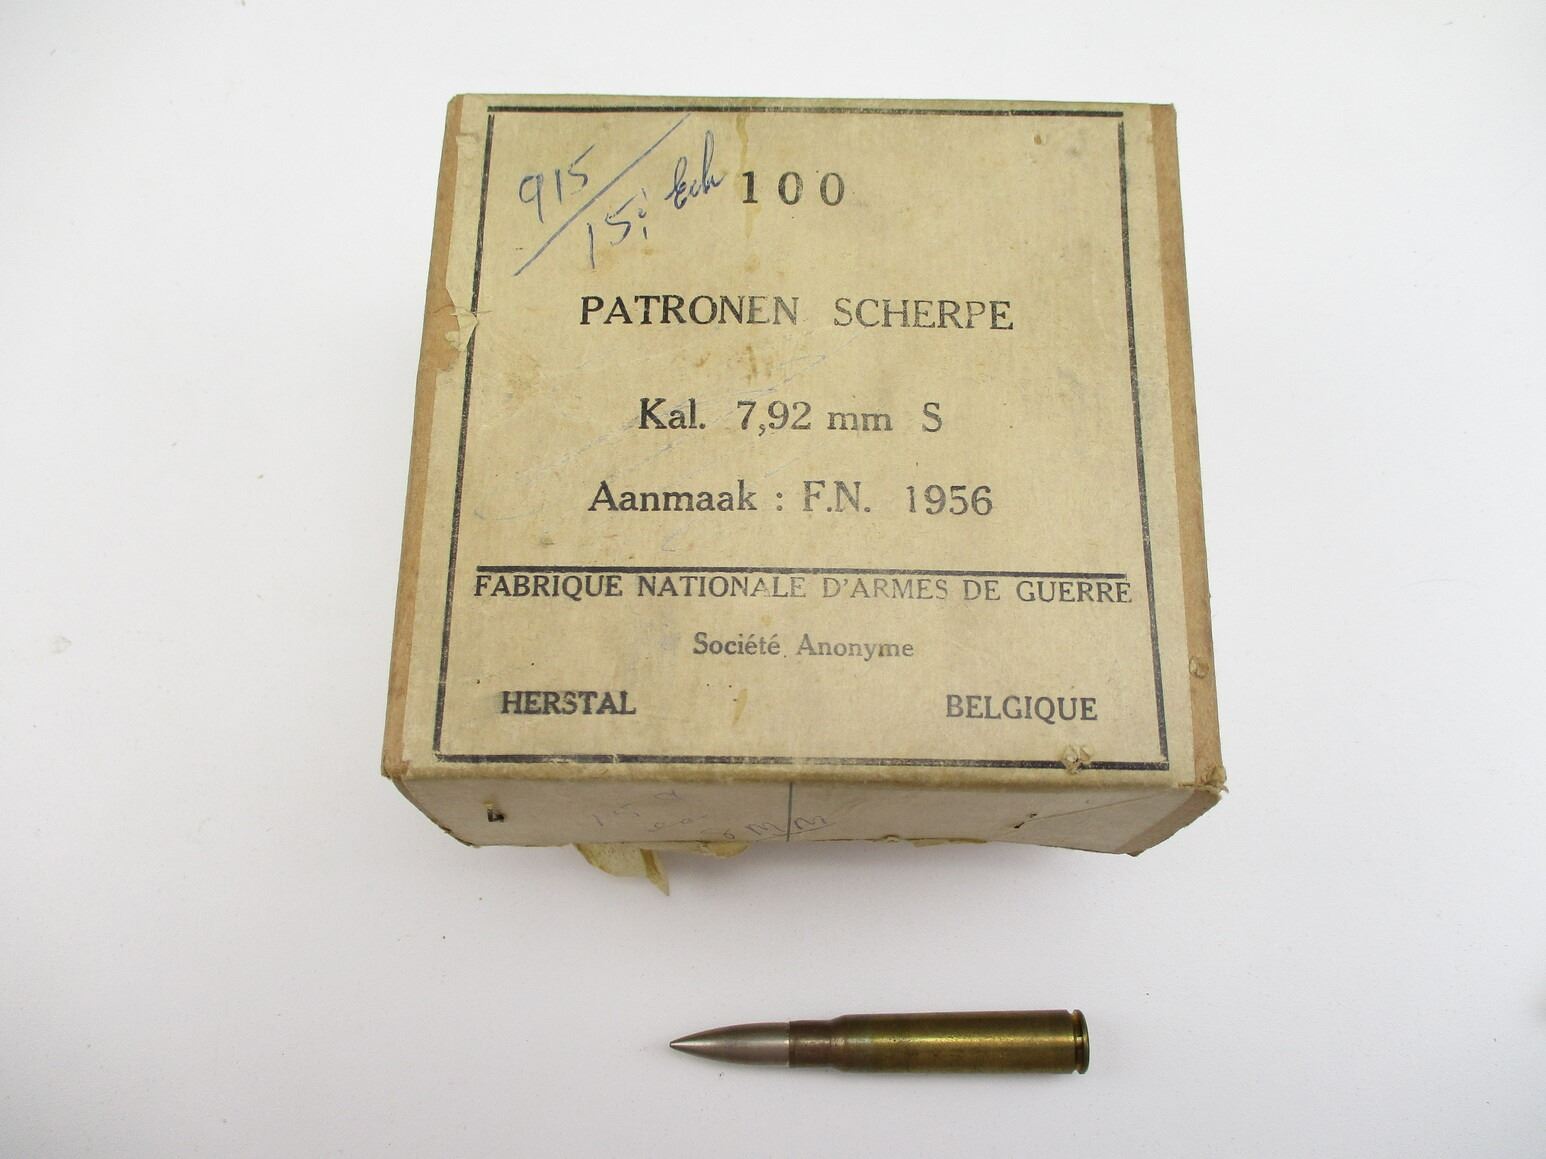 915
15; Ech
100
PATRONEN SCHERPE
Kal. 7,92 mm S
Aanmaak : F.N. 1956
FABRIQUE NATIONALE D'ARMES DE GUERRE
Société Anonyme
HERSTAL BELGIQUE